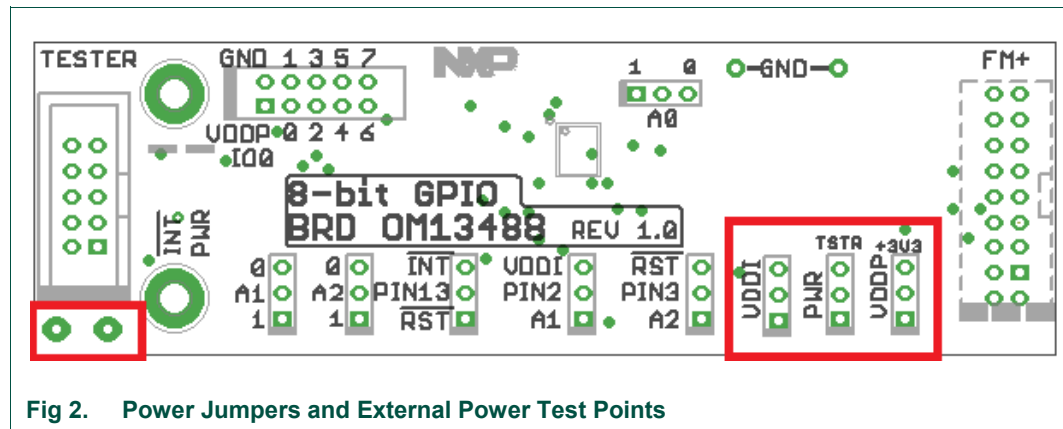 TESTER
GND 1 3 5 7
NXP
1 0
A0
GND
FM+
VDDP 0 2 4 6
IO0
8-bit GPIO
BRD OM13488 REV 1.0
INT
PWR
0
A1
1
0
A2
1
INT
PIN13
RST
VDDI
PIN2
A1
RST
PIN3
A2
VDDI
TSTR
PWR
+3V3
VDDP
Fig 2. Power Jumpers and External Power Test Points